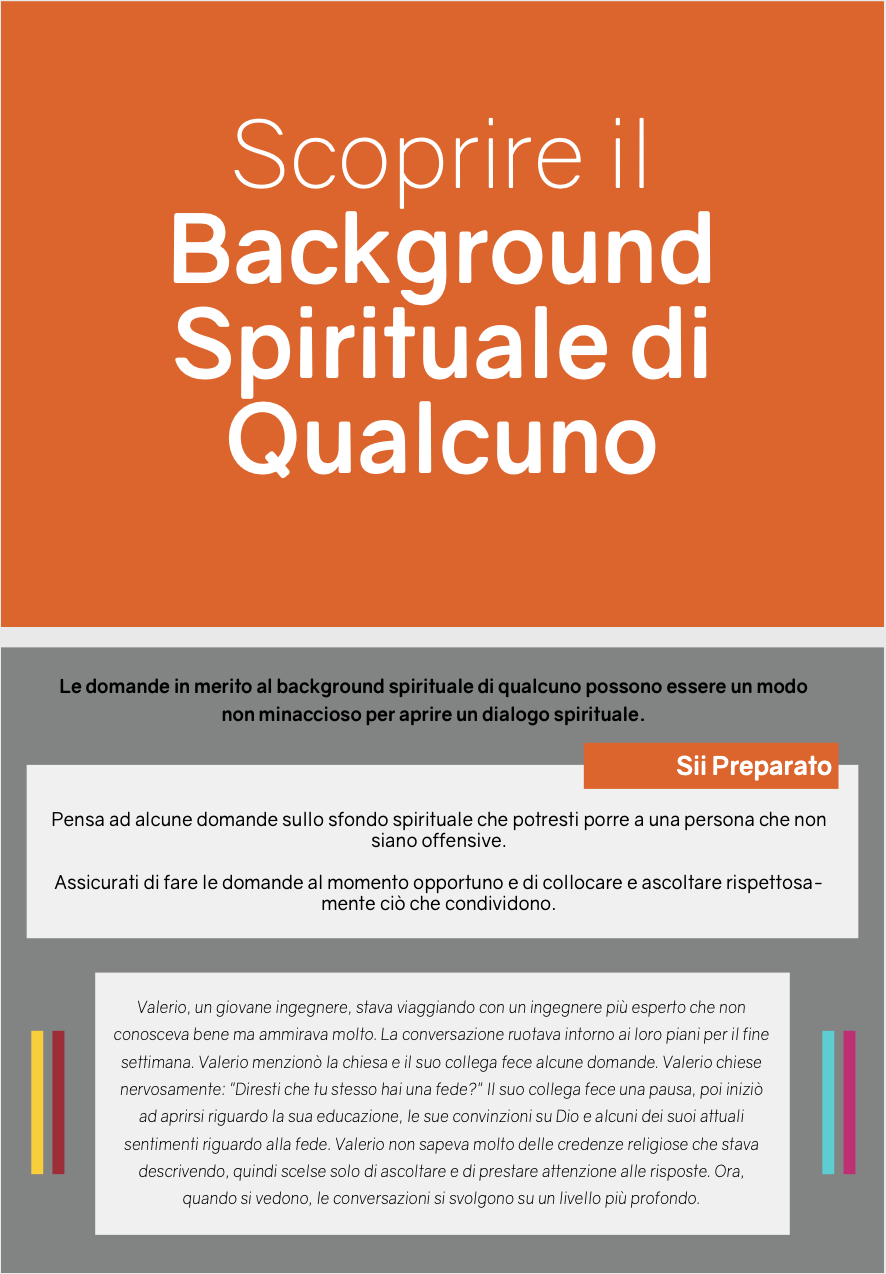 Scoprire il
Background
Spirituale di
Qualcuno
Le domande in merito al background spirituale di qualcuno possono essere un modo
non minaccioso per aprire un dialogo spirituale.
Sii Preparato
Pensa ad alcune domande sullo sfondo spirituale che potresti porre a una persona che non
siano offensive.
Assicurati di fare le domande al momento opportuno e di collocare e ascoltare rispettosa-
mente ciò che condividono.
Valerio, un giovane ingegnere, stava viaggiando con un ingegnere più esperto che non
conosceva bene ma ammirava molto. La conversazione ruotava intorno ai loro piani per il fine
settimana. Valerio menzionò la chiesa e il suo collega fece alcune domande. Valerio chiese
nervosamente: "Diresti che tu stesso hai una fede?" Il suo collega fece una pausa, poi iniziò
ad aprirsi riguardo la sua educazione, le sue convinzioni su Dio e alcuni dei suoi attuali
sentimenti riguardo alla fede. Valerio non sapeva molto delle credenze religiose che stava
descrivendo, quindi scelse solo di ascoltare e di prestare attenzione alle risposte. Ora,
quando si vedono, le conversazioni si svolgono su un livello più profondo.